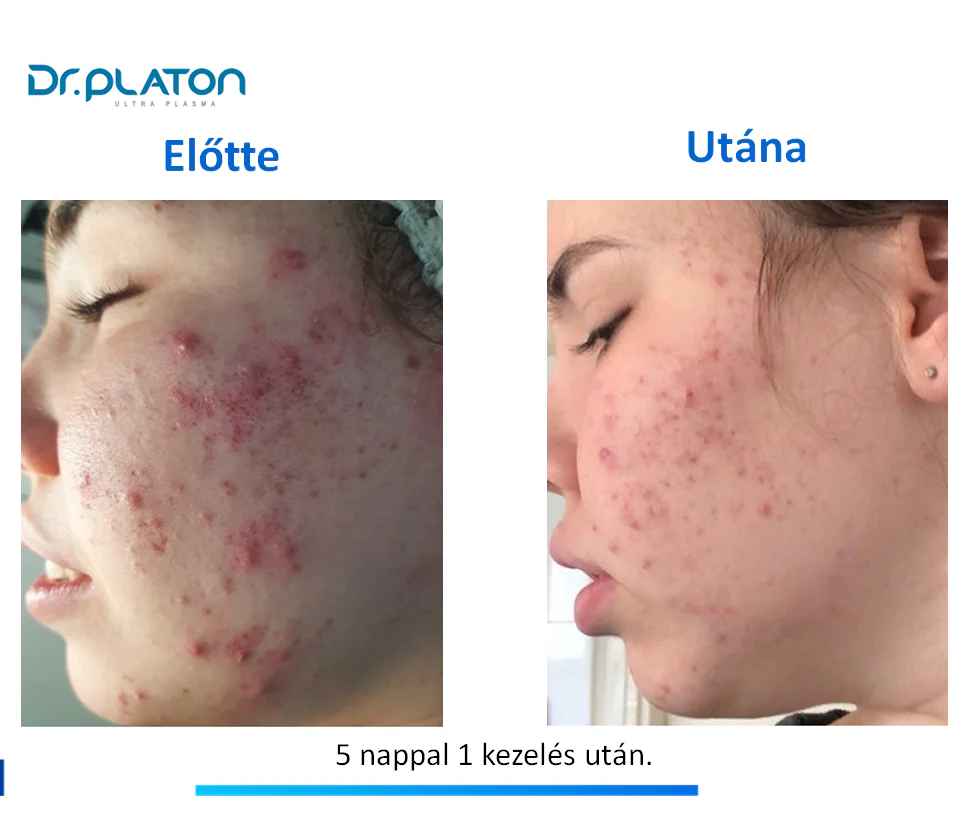 Dr.PLATON
ULTRA PLASMA
Előtte
Utána
5 nappal 1 kezelés után.